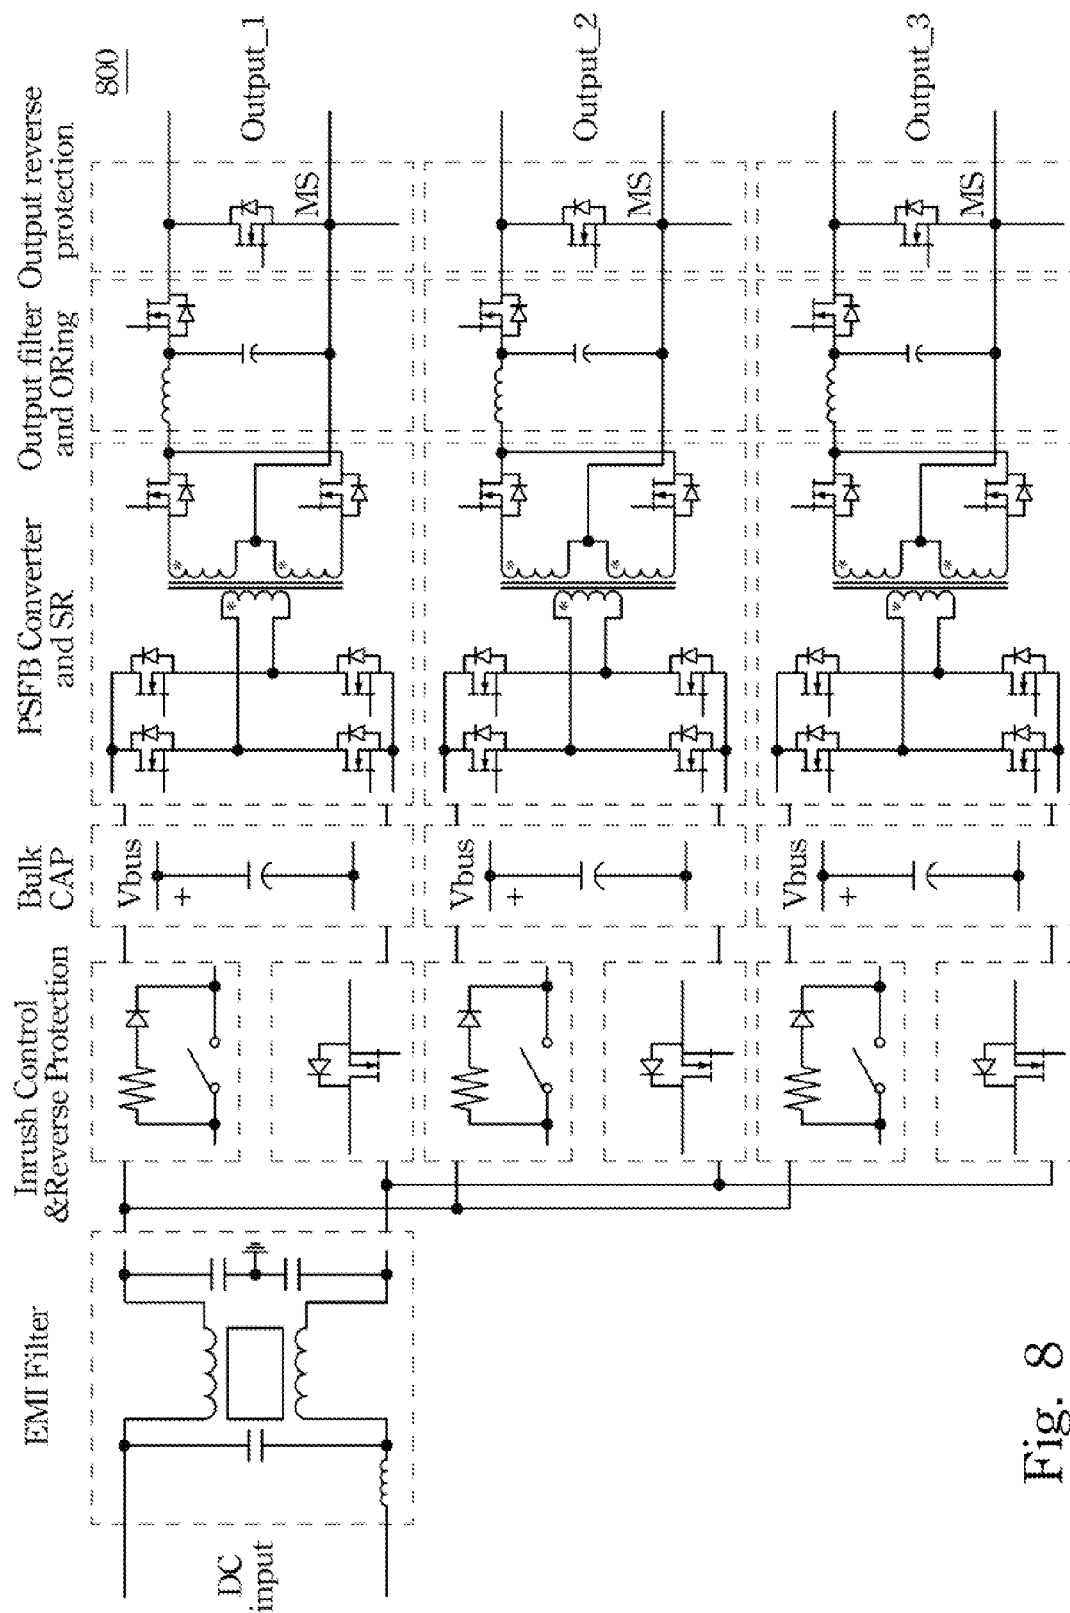 800
EMI Filter
Inrush Control
&Reverse Protection
Bulk
CAP
PSFB Converter
and SR
Output filter
and ORing
Output reverse
protection
DC
input
Vbus
+
*
*
*
MS
Output_1
Vbus
+
*
*
*
MS
Output_2
Vbus
+
*
*
*
MS
Output_3
Fig. 8